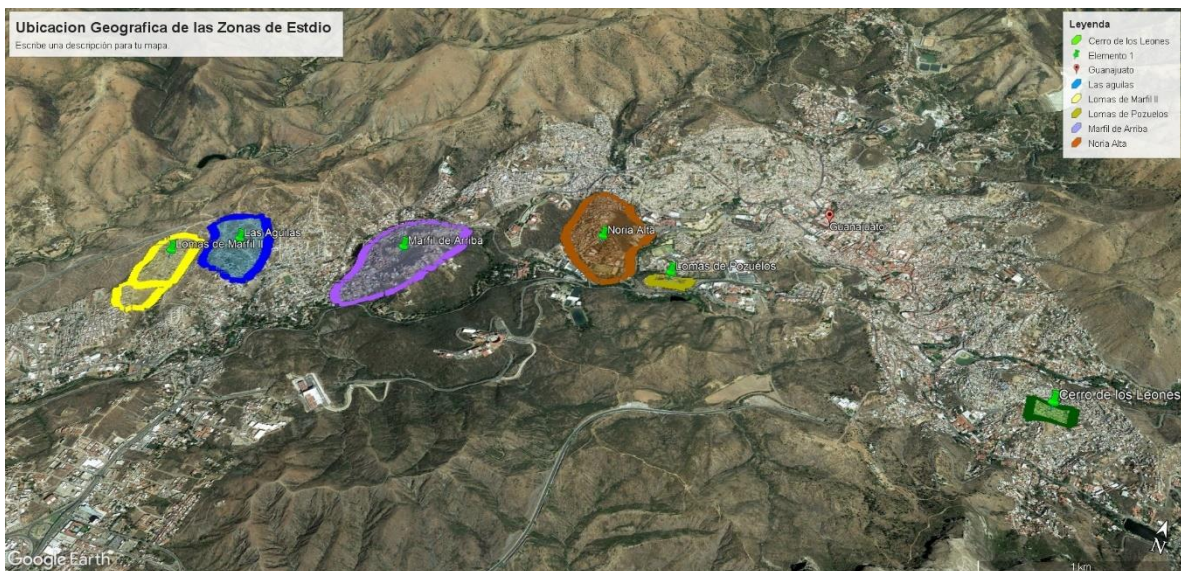 Ubicacion Geografica de las Zonas de Estdio
Escribe una descripción para tu mapa.
Leyenda
Cerro de los Leones
Elemento 1
Guanajuato
Las aguilas
Lomas de Marfil II
Lomas de Pozuelos
Marfil de Arriba
Noria Alta
Las Aguilas
Lomas de Marfil II
Marfil de Arriba
Noria Alta
Guanajuato
Lomas de Pozuelos
Cerro de los Leones
Google Earth
1 km
N